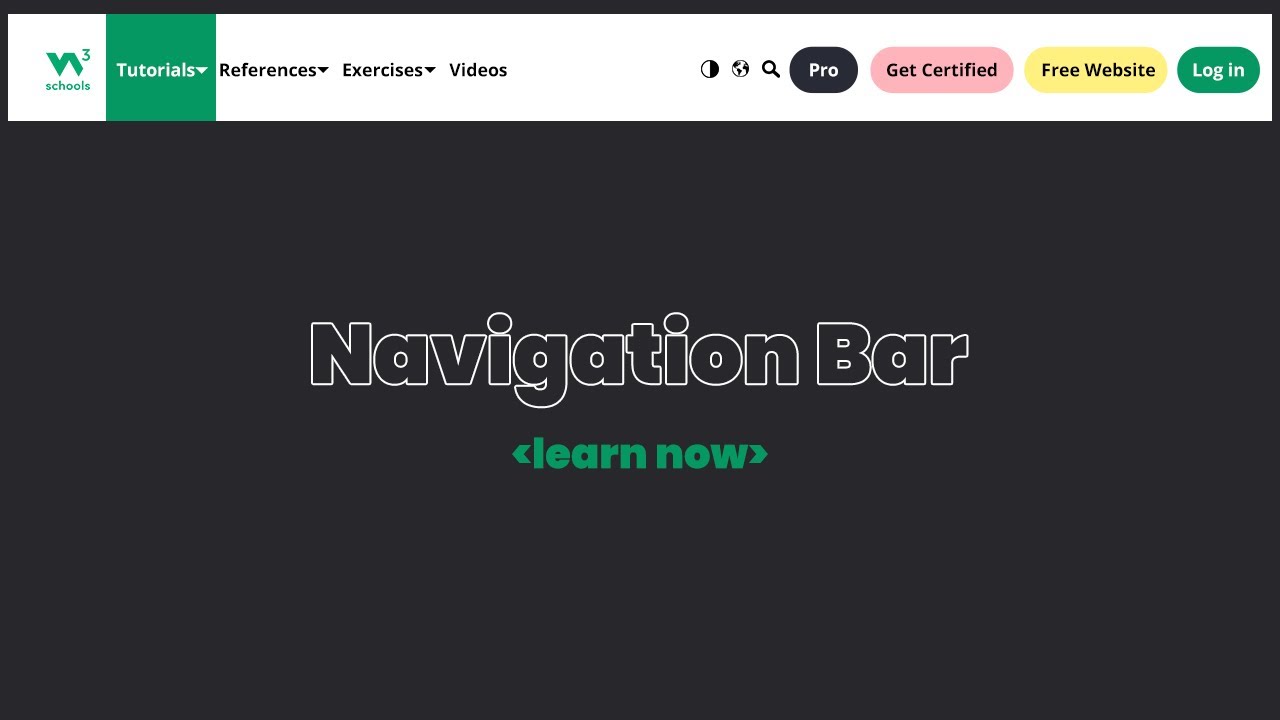 W3 schools
Tutorials References Exercises Videos Pro Get Certified Free Website Log in
Navigation Bar
<learn now>